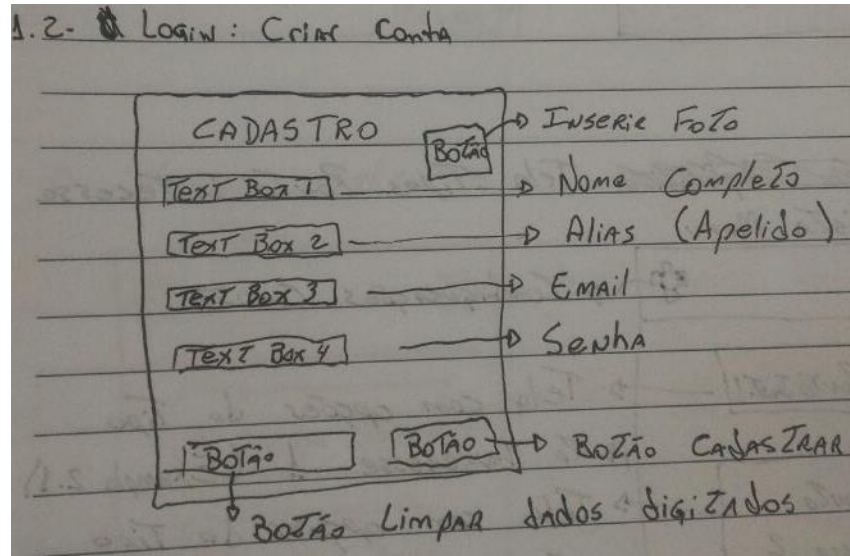 1.2- Login: Criar Conta
CADASTRO
BOTÃO Inserir Foto
Text Box 1 Nome Completo
Text Box 2 Alias (Apelido)
Text Box 3 Email
Text Box 4 Senha
BOTÃO BOTÃO BOTÃO CADASTRAR
BOTÃO Limpar dados digitados